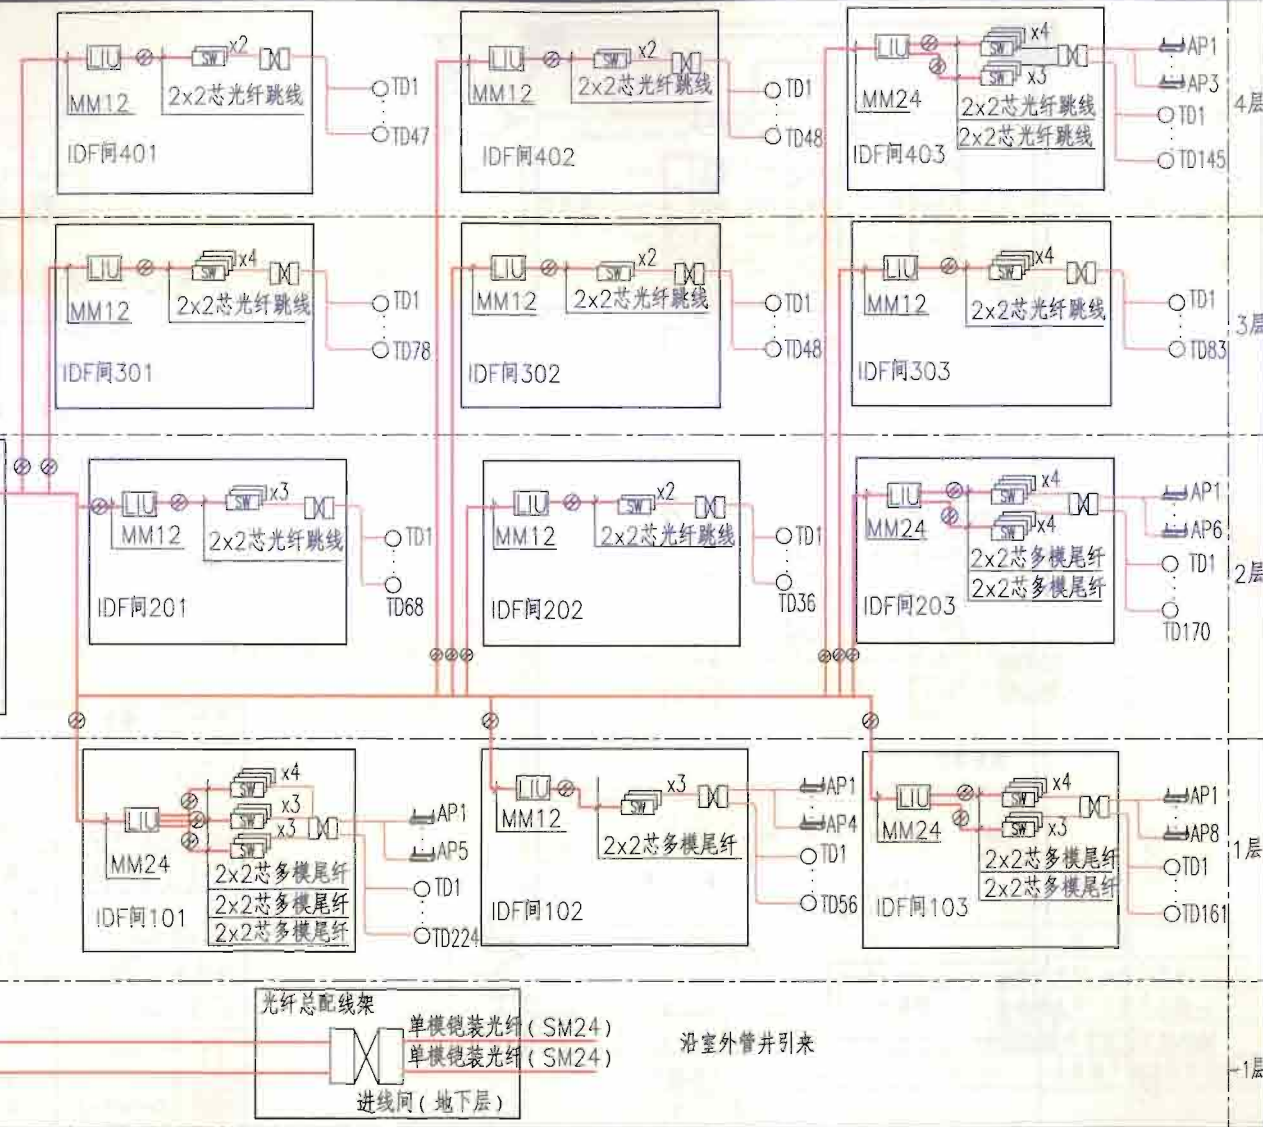 LIU
SW
x2
MM12
2x2芯光纤跳线
TD1
TD47
IDF间401
LIU
SW
x2
MM12
2x2芯光纤跳线
TD1
TD48
IDF间402
LIU
SW
x4
SW
x3
MM24
2x2芯光纤跳线
2x2芯光纤跳线
AP1
AP3
TD1
TD145
IDF间403
4层
LIU
SW
x4
MM12
2x2芯光纤跳线
TD1
TD78
IDF间301
LIU
SW
x2
MM12
2x2芯光纤跳线
TD1
TD48
IDF间302
LIU
SW
x4
MM12
2x2芯光纤跳线
TD1
TD83
IDF间303
3层
LIU
SW
x3
MM12
2x2芯光纤跳线
TD1
TD68
IDF间201
LIU
SW
x2
MM12
2x2芯光纤跳线
TD1
TD36
IDF间202
LIU
SW
x4
SW
x4
MM24
2x2芯多模尾纤
2x2芯多模尾纤
AP1
AP6
TD1
TD170
IDF间203
2层
LIU
SW
x4
SW
x3
SW
x3
MM24
2x2芯多模尾纤
2x2芯多模尾纤
2x2芯多模尾纤
AP1
AP5
TD1
TD224
IDF间101
LIU
SW
x3
MM12
2x2芯多模尾纤
AP1
AP4
TD1
TD56
IDF间102
LIU
SW
x4
SW
x3
MM24
2x2芯多模尾纤
2x2芯多模尾纤
AP1
AP8
TD1
TD161
IDF间103
1层
光纤总配线架
单模铠装光纤(SM24)
单模铠装光纤(SM24)
进线间(地下层)
沿室外管井引来
-1层